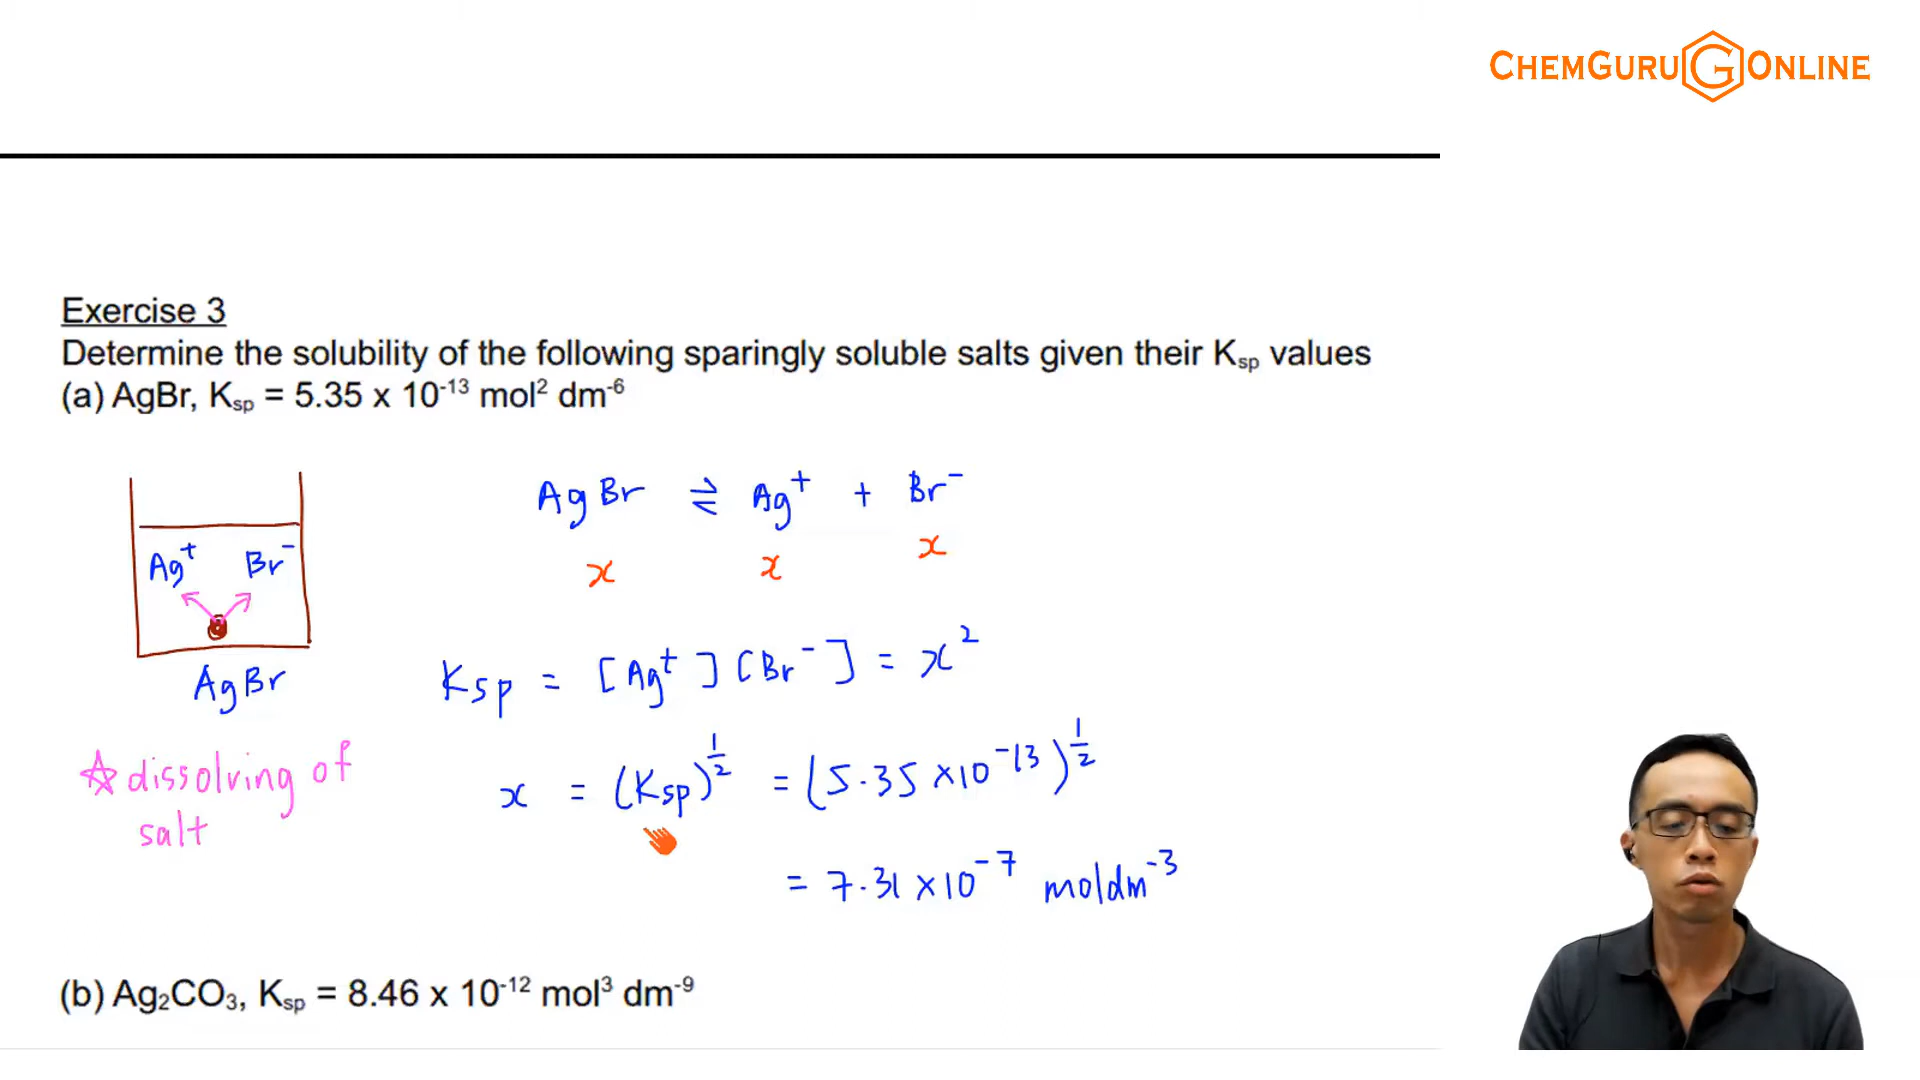 CHEMGURU G ONLINE
Exercise 3
Determine the solubility of the following sparingly soluble salts given their Ksp values
(a) AgBr, Ksp = 5.35 x 10⁻¹³ mol² dm⁻⁶
AgBr ⇌ Ag⁺ + Br⁻
x x x
Ag⁺ Br⁻
AgBr
☆ dissolving of
salt
Ksp = [Ag⁺][Br⁻] = x²
x = (Ksp)^½ = (5.35 × 10⁻¹³)^½
= 7.31 × 10⁻⁷ moldm⁻³
(b) Ag₂CO₃, Ksp = 8.46 x 10⁻¹² mol³ dm⁻⁹